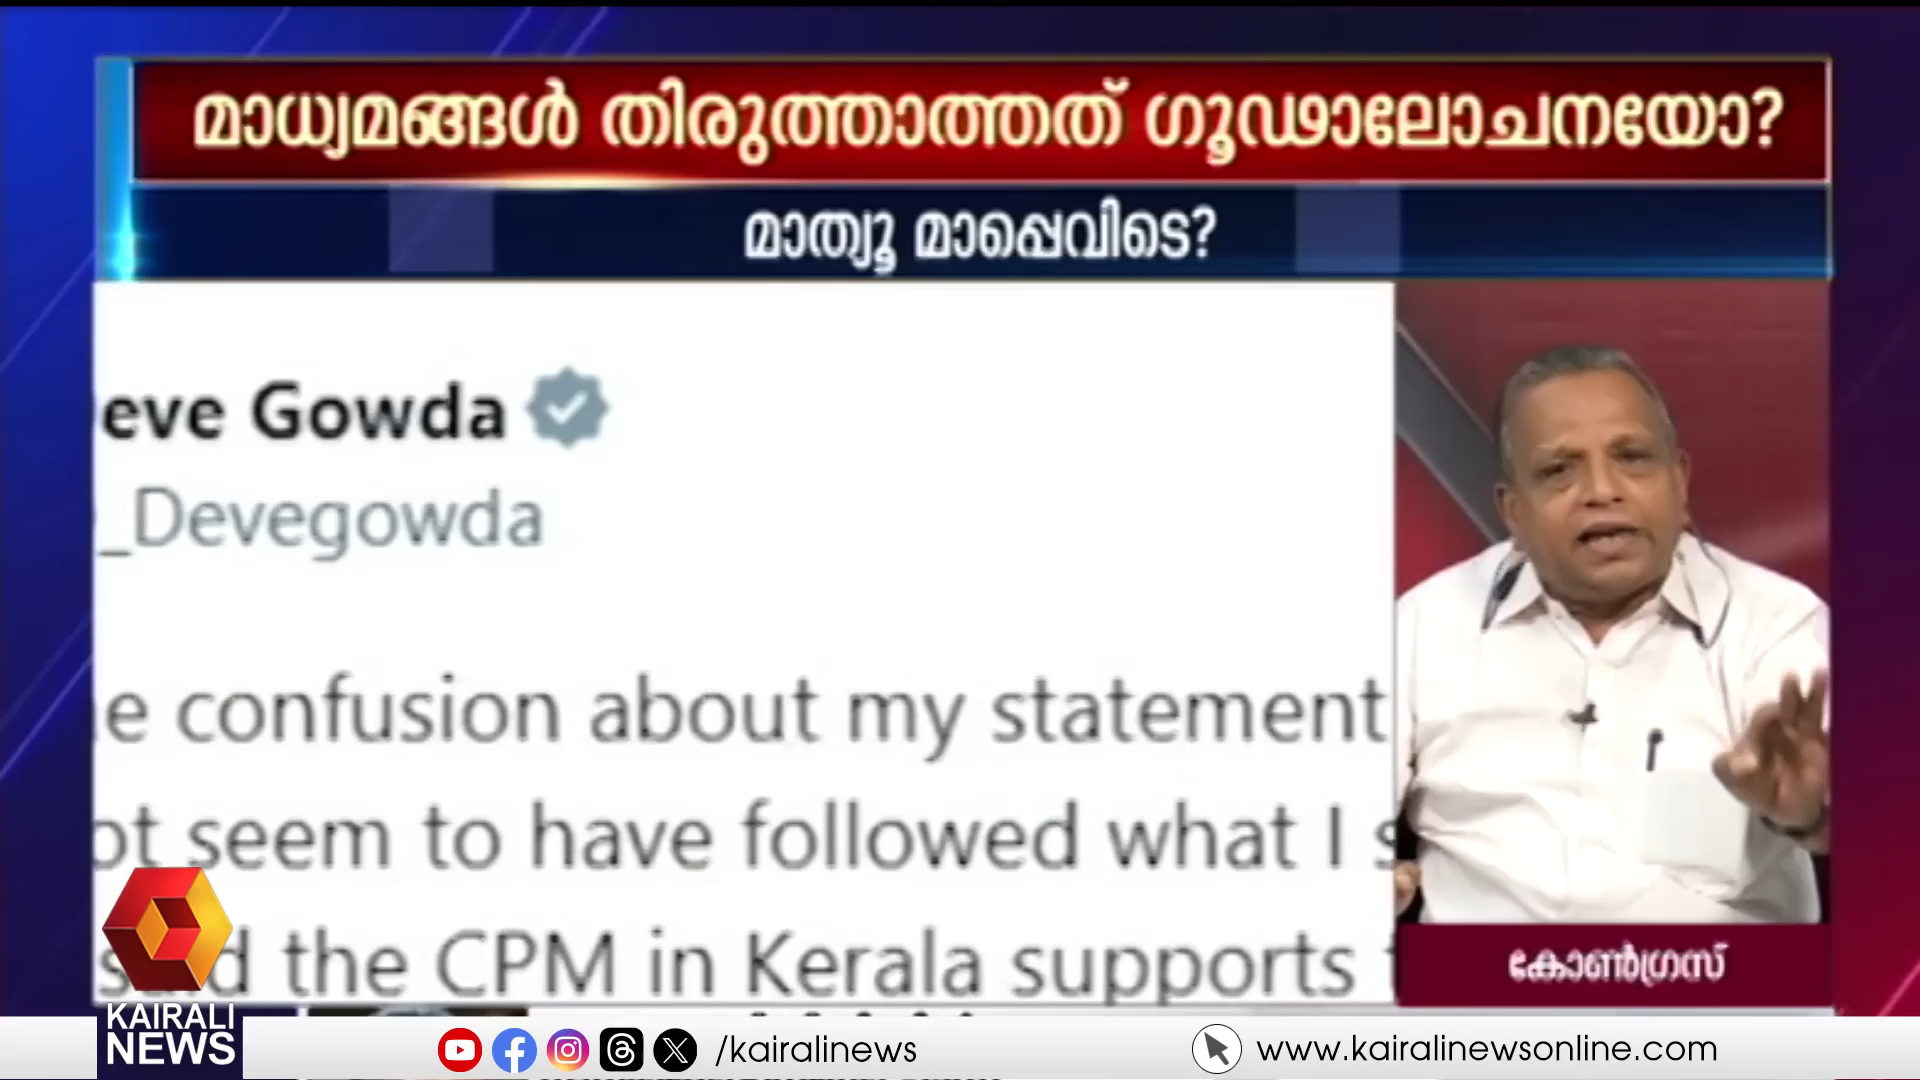 മാധ്യമങ്ങൾ തിരുത്താത്തത് ഗൂഢാലോചനയോ?
മാത്യൂ മാപ്പെവിടെ?
eve Gowda
_Devegowda
e confusion about my statement
ot seem to have followed what I s
said the CPM in Kerala supports
കോൺഗ്രസ്
KAIRALI
NEWS
/kairalinews
www.kairalinewsonline.com